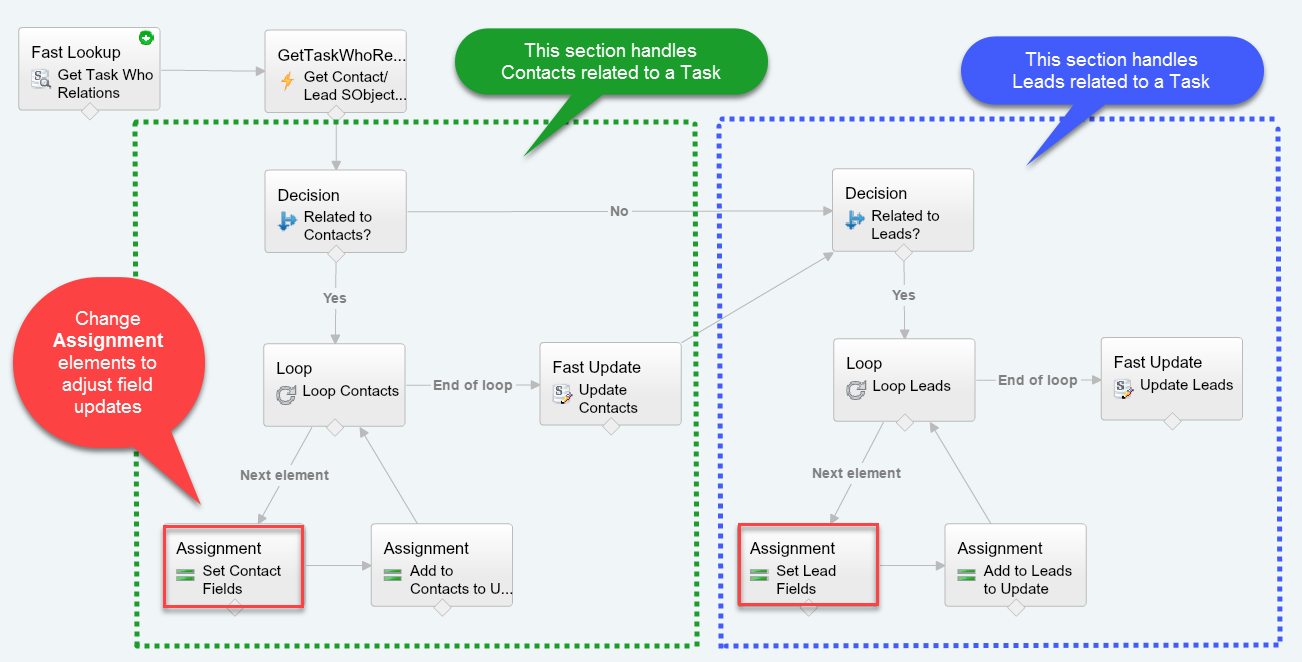 Fast Lookup
Get Task Who
Relations
GetTaskWhoRe...
Get Contact/
Lead SObject...
This section handles
Contacts related to a Task
This section handles
Leads related to a Task
Decision
Related to
Contacts?
No
Decision
Related to
Leads?
Yes
Yes
Change
Assignment
elements to
adjust field
updates
Loop
Loop Contacts
End of loop
Fast Update
Update
Contacts
Loop
Loop Leads
End of loop
Fast Update
Update Leads
Next element
Next element
Assignment
Set Contact
Fields
Assignment
Add to
Contacts to U...
Assignment
Set Lead
Fields
Assignment
Add to Leads
to Update